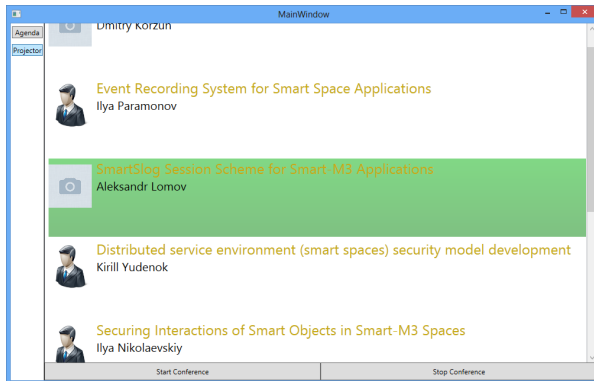 MainWindow
Agenda
Projector
Dmitry Korzun
Event Recording System for Smart Space Applications
Ilya Paramonov
SmartSlog Session Scheme for Smart-M3 Applications
Aleksandr Lomov
Distributed service environment (smart spaces) security model development
Kirill Yudenok
Securing Interactions of Smart Objects in Smart-M3 Spaces
Ilya Nikolaevskiy
Start Conference
Stop Conference